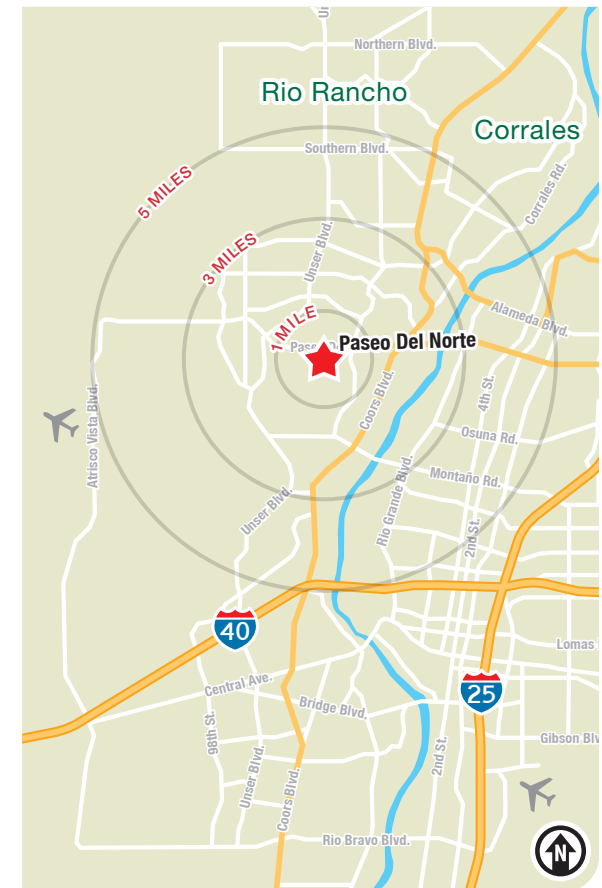 Northern Blvd.
Rio Rancho
Corrales
Southern Blvd.
5 MILES
Corrales Rd.
3 MILES
Unser Blvd.
Alameda Blvd.
1 MILE
Paseo Del Norte
Coors Blvd.
4th St.
Atrisco Vista Blvd.
Osuna Rd.
Montaño Rd.
Rio Grande Blvd.
Unser Blvd.
2nd St.
40
Lomas
25
Central Ave.
Bridge Blvd.
98th St.
Unser Blvd.
2nd St.
Gibson Blv
Coors Blvd.
Rio Bravo Blvd.
N